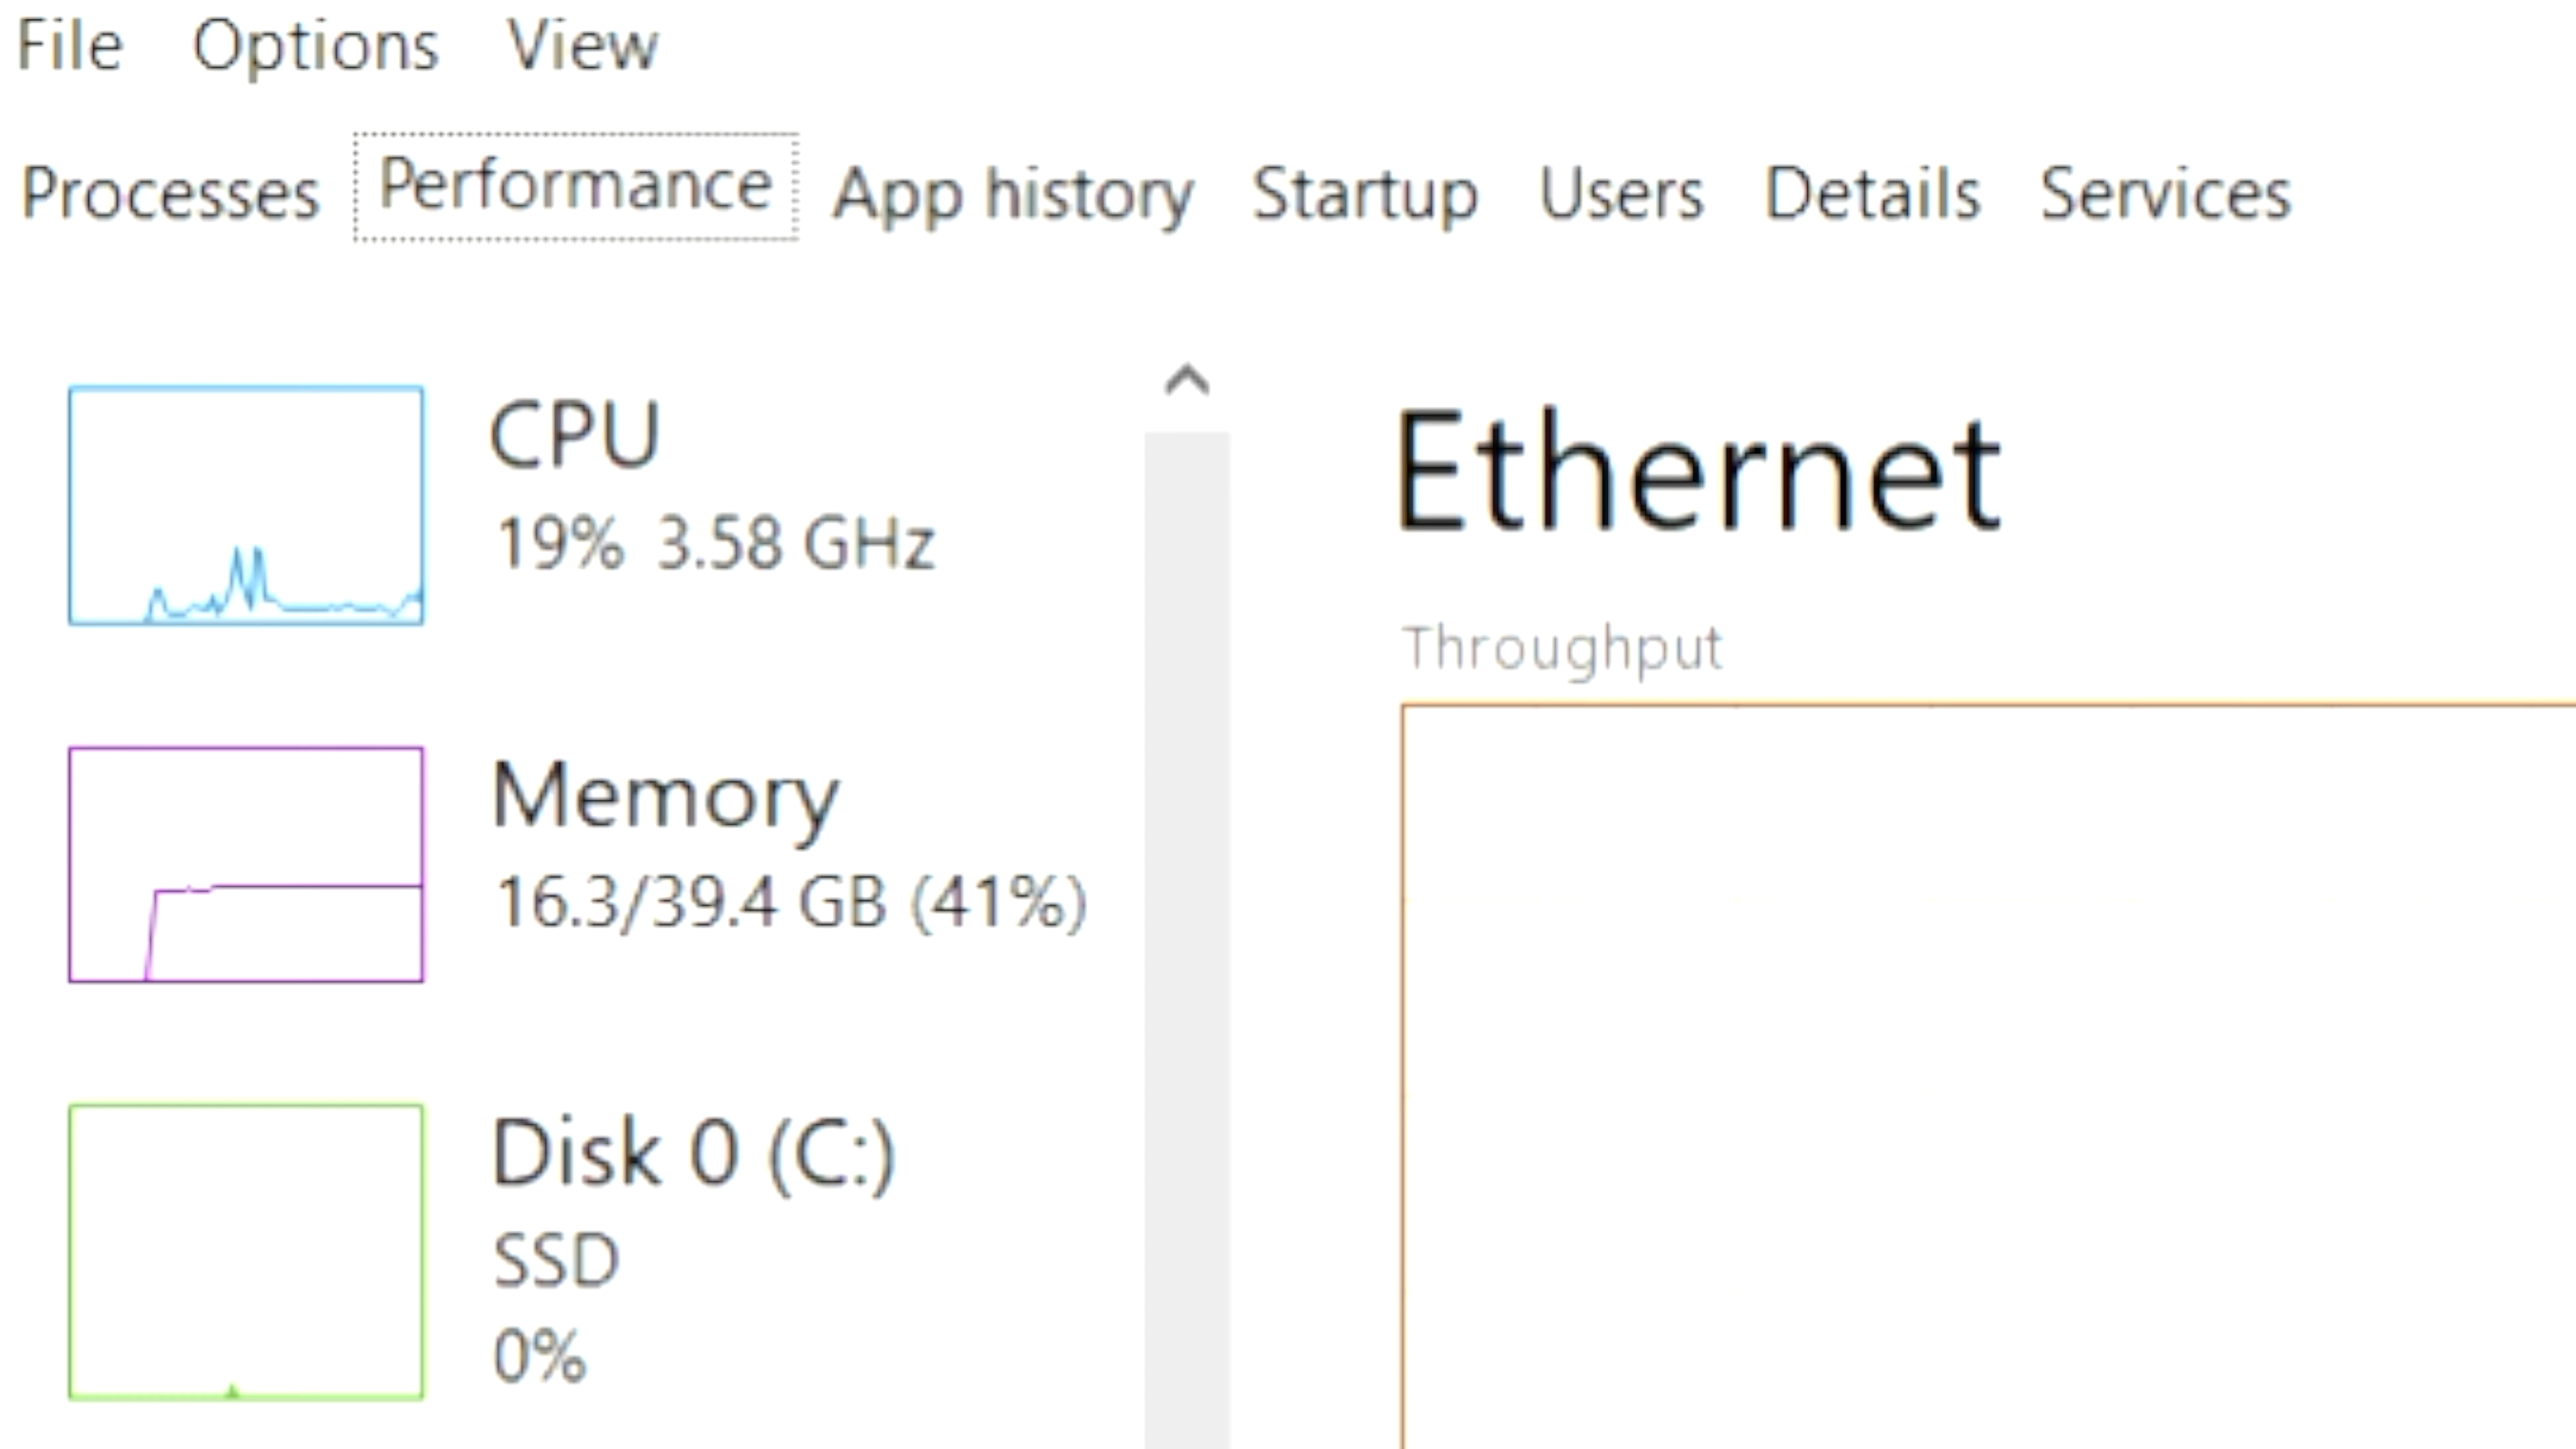 File Options View
Processes Performance App history Startup Users Details Services
CPU
19% 3.58 GHz
Memory
16.3/39.4 GB (41%)
Disk 0 (C:)
SSD
0%
Ethernet
Throughput